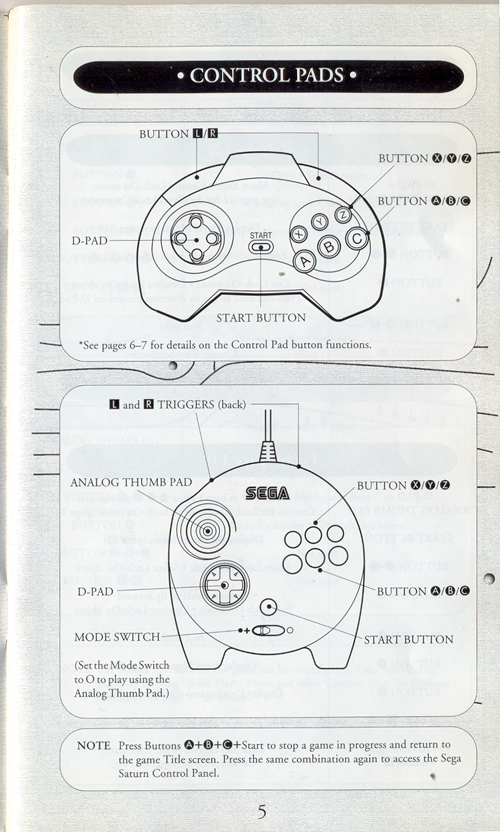 • CONTROL PADS •
BUTTON L/R
BUTTON X/Y/Z
BUTTON A/B/C
D-PAD
START
X
Y
Z
A
B
C
START BUTTON
*See pages 6–7 for details on the Control Pad button functions.
L and R TRIGGERS (back)
ANALOG THUMB PAD
SEGA
BUTTON X/Y/Z
D-PAD
BUTTON A/B/C
MODE SWITCH
START BUTTON
(Set the Mode Switch
to O to play using the
Analog Thumb Pad.)
NOTE Press Buttons A+B+C+Start to stop a game in progress and return to
the game Title screen. Press the same combination again to access the Sega
Saturn Control Panel.
5